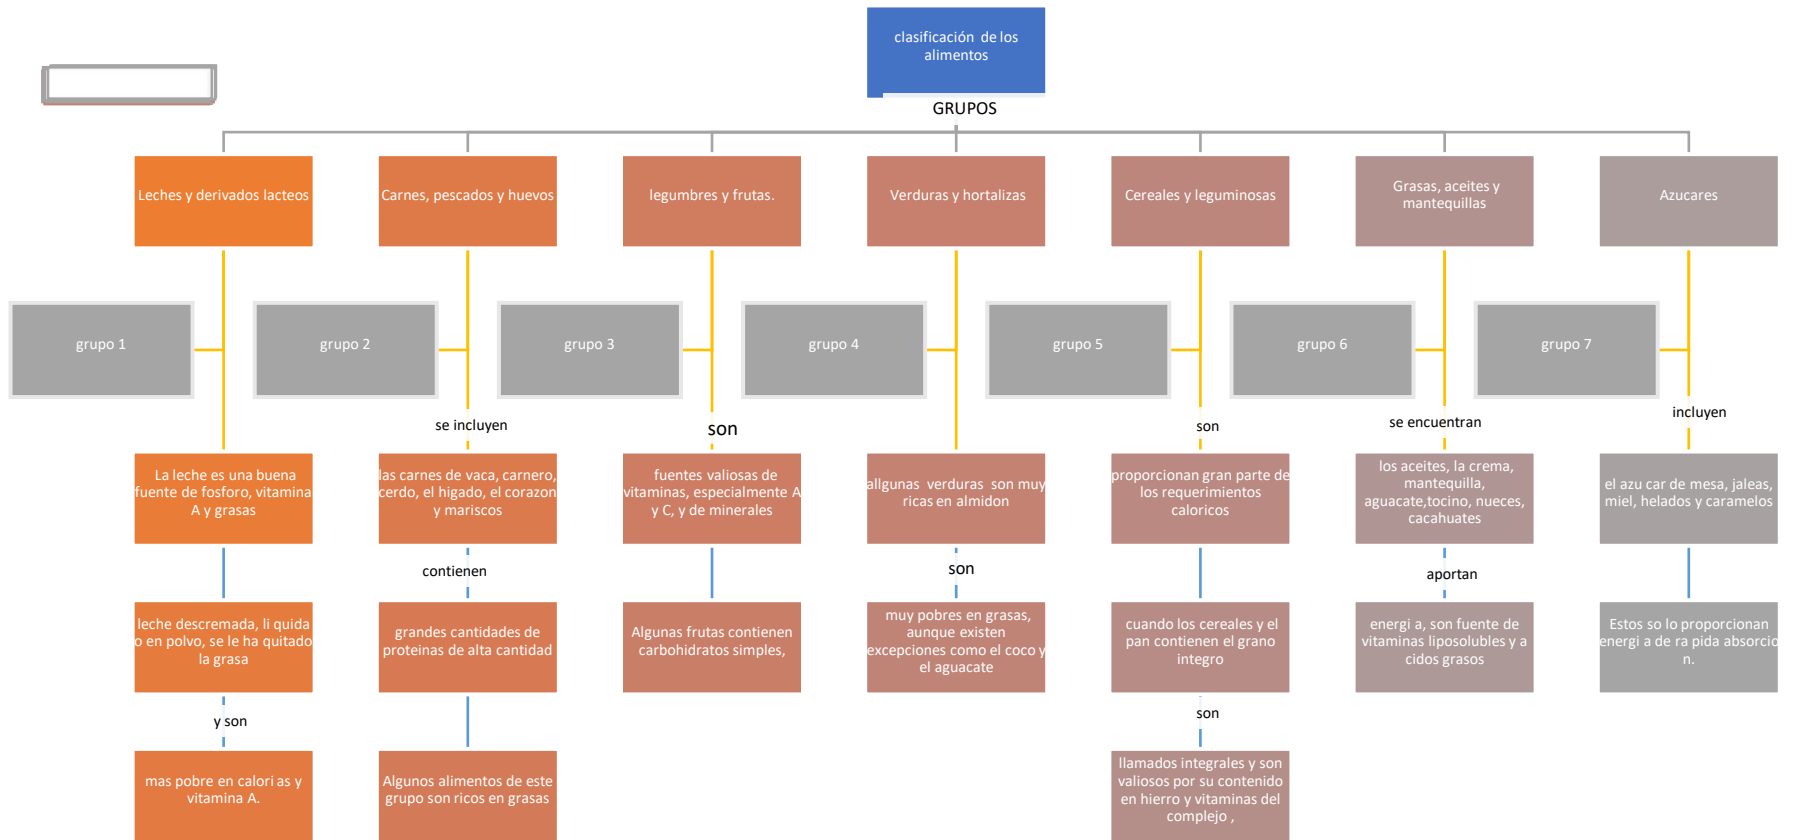 clasificación de los
alimentos
GRUPOS
Leches y derivados lacteos
Carnes, pescados y huevos
legumbres y frutas.
Verduras y hortalizas
Cereales y leguminosas
Grasas, aceites y
mantequillas
Azucares
grupo 1
grupo 2
grupo 3
grupo 4
grupo 5
grupo 6
grupo 7
se incluyen
son
son
se encuentran
incluyen
La leche es una buena
fuente de fosforo, vitamina
A y grasas
las carnes de vaca, carnero,
cerdo, el higado, el corazon
y mariscos
fuentes valiosas de
vitaminas, especialmente A
y C, y de minerales
allgunas verduras son muy
ricas en almidon
proporcionan gran parte de
los requerimientos
caloricos
los aceites, la crema,
mantequilla,
aguacate,tocino, nueces,
cacahuates
el azu car de mesa, jaleas,
miel, helados y caramelos
contienen
son
aportan
leche descremada, li quida
o en polvo, se le ha quitado
la grasa
grandes cantidades de
proteinas de alta cantidad
Algunas frutas contienen
carbohidratos simples,
muy pobres en grasas,
aunque existen
excepciones como el coco y
el aguacate
cuando los cereales y el
pan contienen el grano
integro
energi a, son fuente de
vitaminas liposolubles y a
cidos grasos
Estos so lo proporcionan
energi a de ra pida absorcio
n.
y son
son
mas pobre en calori as y
vitamina A.
Algunos alimentos de este
grupo son ricos en grasas
llamados integrales y son
valiosos por su contenido
en hierro y vitaminas del
complejo ,